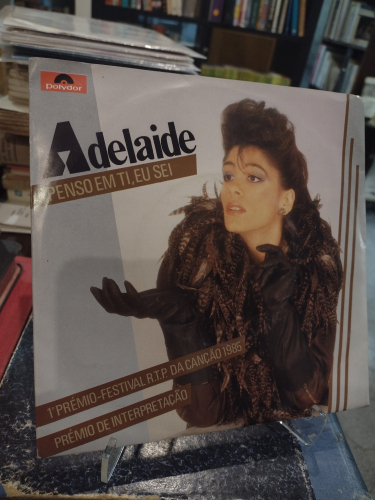 Polydor
Adelaide
PENSO EM TI, EU SEI
1º PRÉMIO-FESTIVAL R.T.P. DA CANÇÃO 1985
PRÉMIO DE INTERPRETAÇÃO